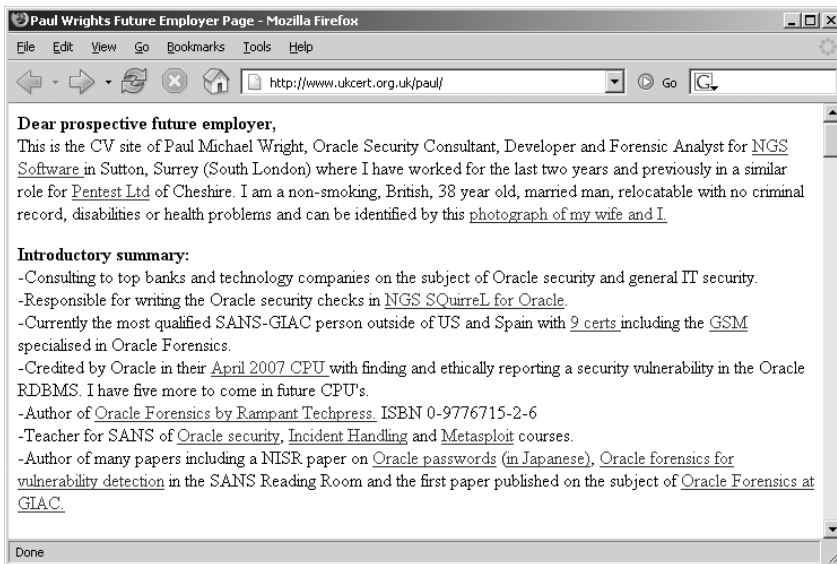 Paul Wrights Future Employer Page - Mozilla Firefox
File Edit View Go Bookmarks Tools Help
http://www.ukcert.org.uk/paul/ Go G
Dear prospective future employer,
This is the CV site of Paul Michael Wright, Oracle Security Consultant, Developer and Forensic Analyst for NGS
Software in Sutton, Surrey (South London) where I have worked for the last two years and previously in a similar
role for Pentest Ltd of Cheshire. I am a non-smoking, British, 38 year old, married man, relocatable with no criminal
record, disabilities or health problems and can be identified by this photograph of my wife and I.
Introductory summary:
-Consulting to top banks and technology companies on the subject of Oracle security and general IT security.
-Responsible for writing the Oracle security checks in NGS SQuirreL for Oracle.
-Currently the most qualified SANS-GIAC person outside of US and Spain with 9 certs including the GSM
specialised in Oracle Forensics.
-Credited by Oracle in their April 2007 CPU with finding and ethically reporting a security vulnerability in the Oracle
RDBMS. I have five more to come in future CPU's.
-Author of Oracle Forensics by Rampant Techpress. ISBN 0-9776715-2-6
-Teacher for SANS of Oracle security, Incident Handling and Metasploit courses.
-Author of many papers including a NISR paper on Oracle passwords (in Japanese), Oracle forensics for
vulnerability detection in the SANS Reading Room and the first paper published on the subject of Oracle Forensics at
GIAC.
Done